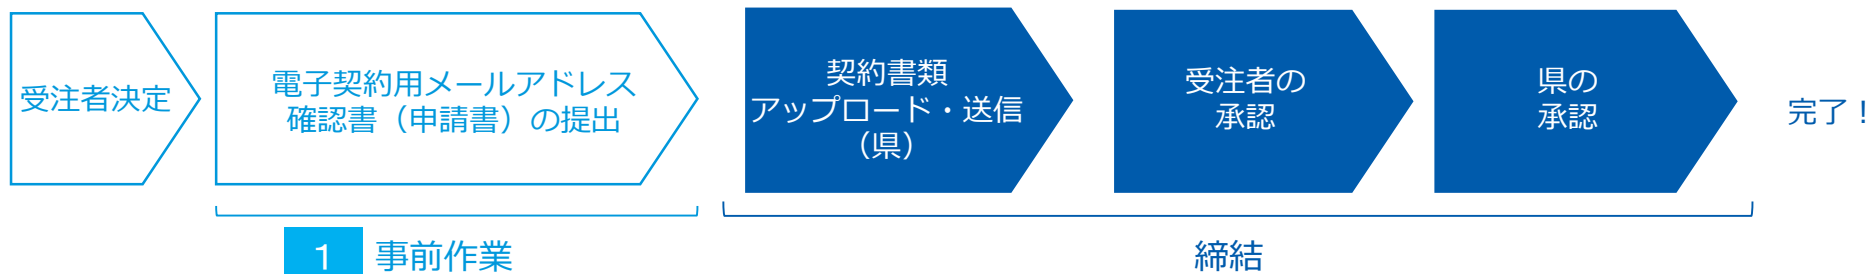 受注者決定
電子契約用メールアドレス
確認書（申請書）の提出
契約書類
アップロード・送信
（県）
受注者の
承認
県の
承認
完了！
1 事前作業
締結